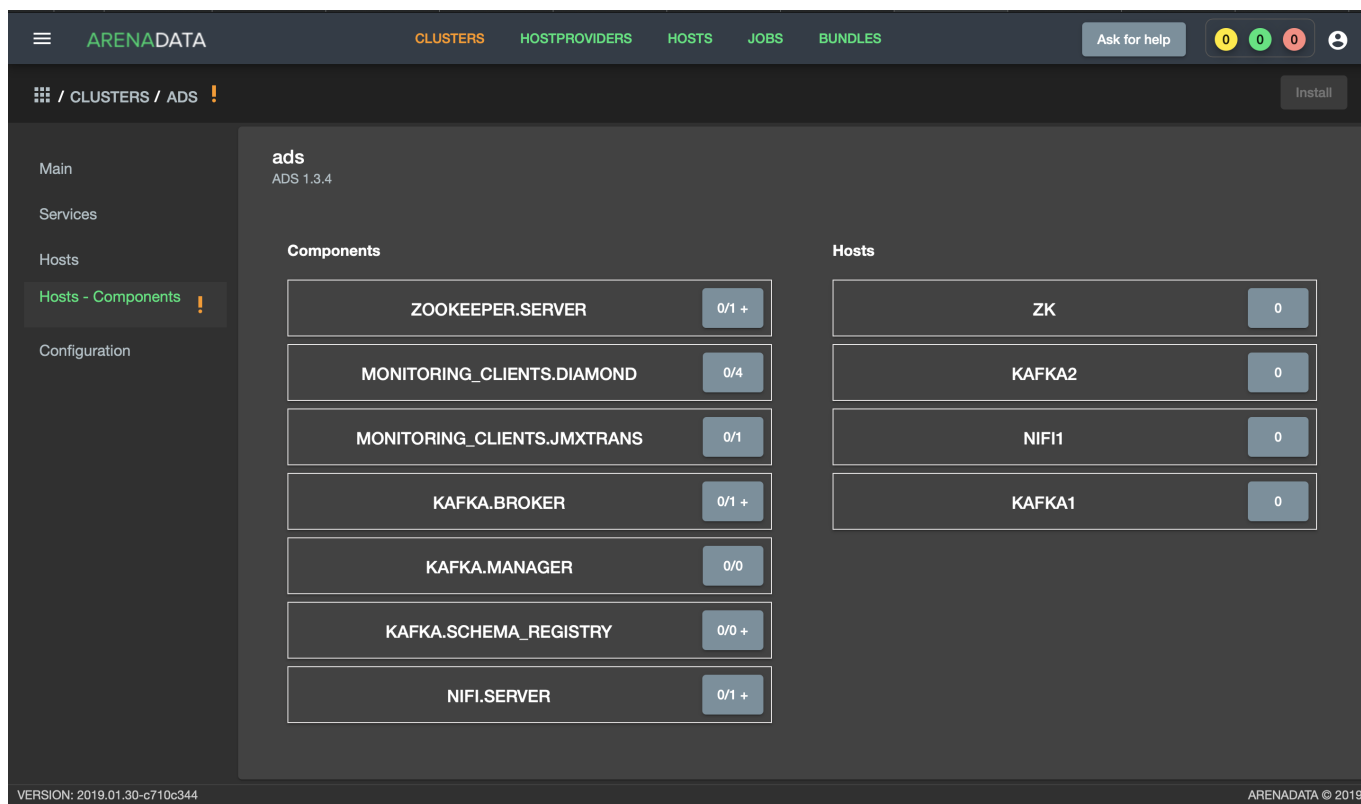 ARENADATA CLUSTERS HOSTPROVIDERS HOSTS JOBS BUNDLES Ask for help 0 0 0
/ CLUSTERS / ADS ! Install
Main
Services
Hosts
Hosts - Components !
Configuration
ads
ADS 1.3.4
Components
ZOOKEEPER.SERVER 0/1 +
MONITORING_CLIENTS.DIAMOND 0/4
MONITORING_CLIENTS.JMXTRANS 0/1
KAFKA.BROKER 0/1 +
KAFKA.MANAGER 0/0
KAFKA.SCHEMA_REGISTRY 0/0 +
NIFI.SERVER 0/1 +
Hosts
ZK 0
KAFKA2 0
NIFI1 0
KAFKA1 0
VERSION: 2019.01.30-c710c344 ARENADATA © 2019